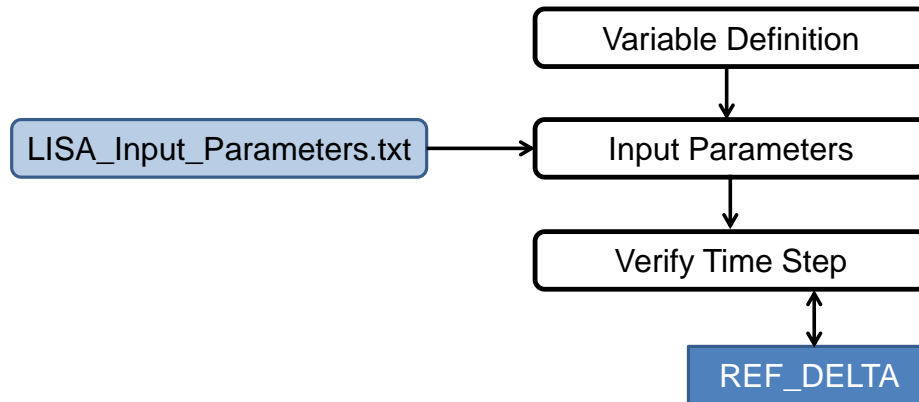 Variable Definition
LISA_Input_Parameters.txt
Input Parameters
Verify Time Step
REF_DELTA